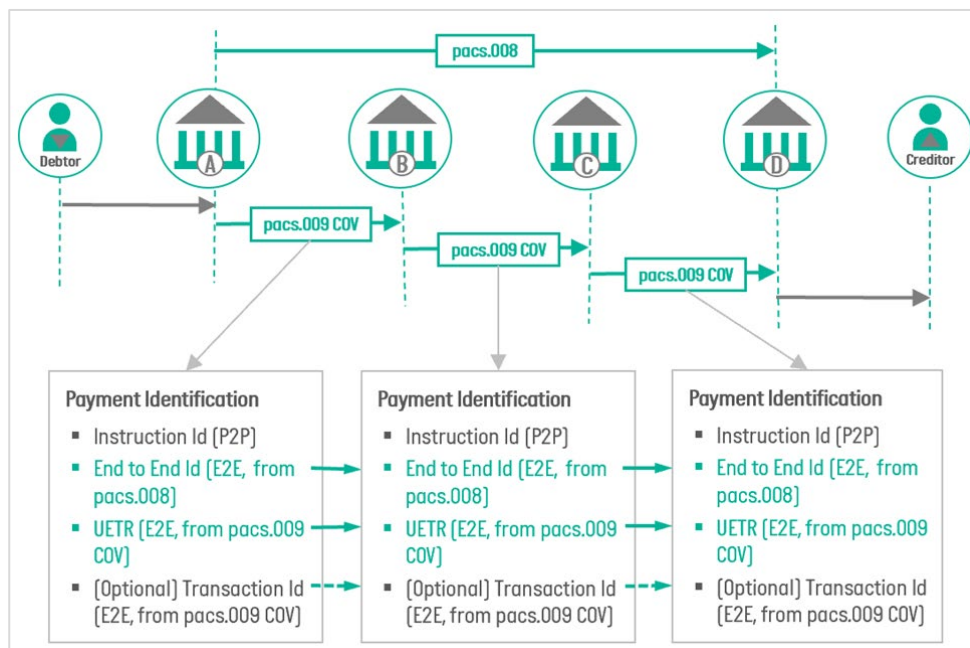 pacs.008
Debtor
A
B
C
D
Creditor
pacs.009 COV
pacs.009 COV
pacs.009 COV
Payment Identification
Instruction Id (P2P)
End to End Id (E2E, from
pacs.008)
UETR (E2E, from pacs.009
COV)
(Optional) Transaction Id
(E2E, from pacs.009 COV)
Payment Identification
Instruction Id (P2P)
End to End Id (E2E, from
pacs.008)
UETR (E2E, from pacs.009
COV)
(Optional) Transaction Id
(E2E, from pacs.009 COV)
Payment Identification
Instruction Id (P2P)
End to End Id (E2E, from
pacs.008)
UETR (E2E, from pacs.009
COV)
(Optional) Transaction Id
(E2E, from pacs.009 COV)